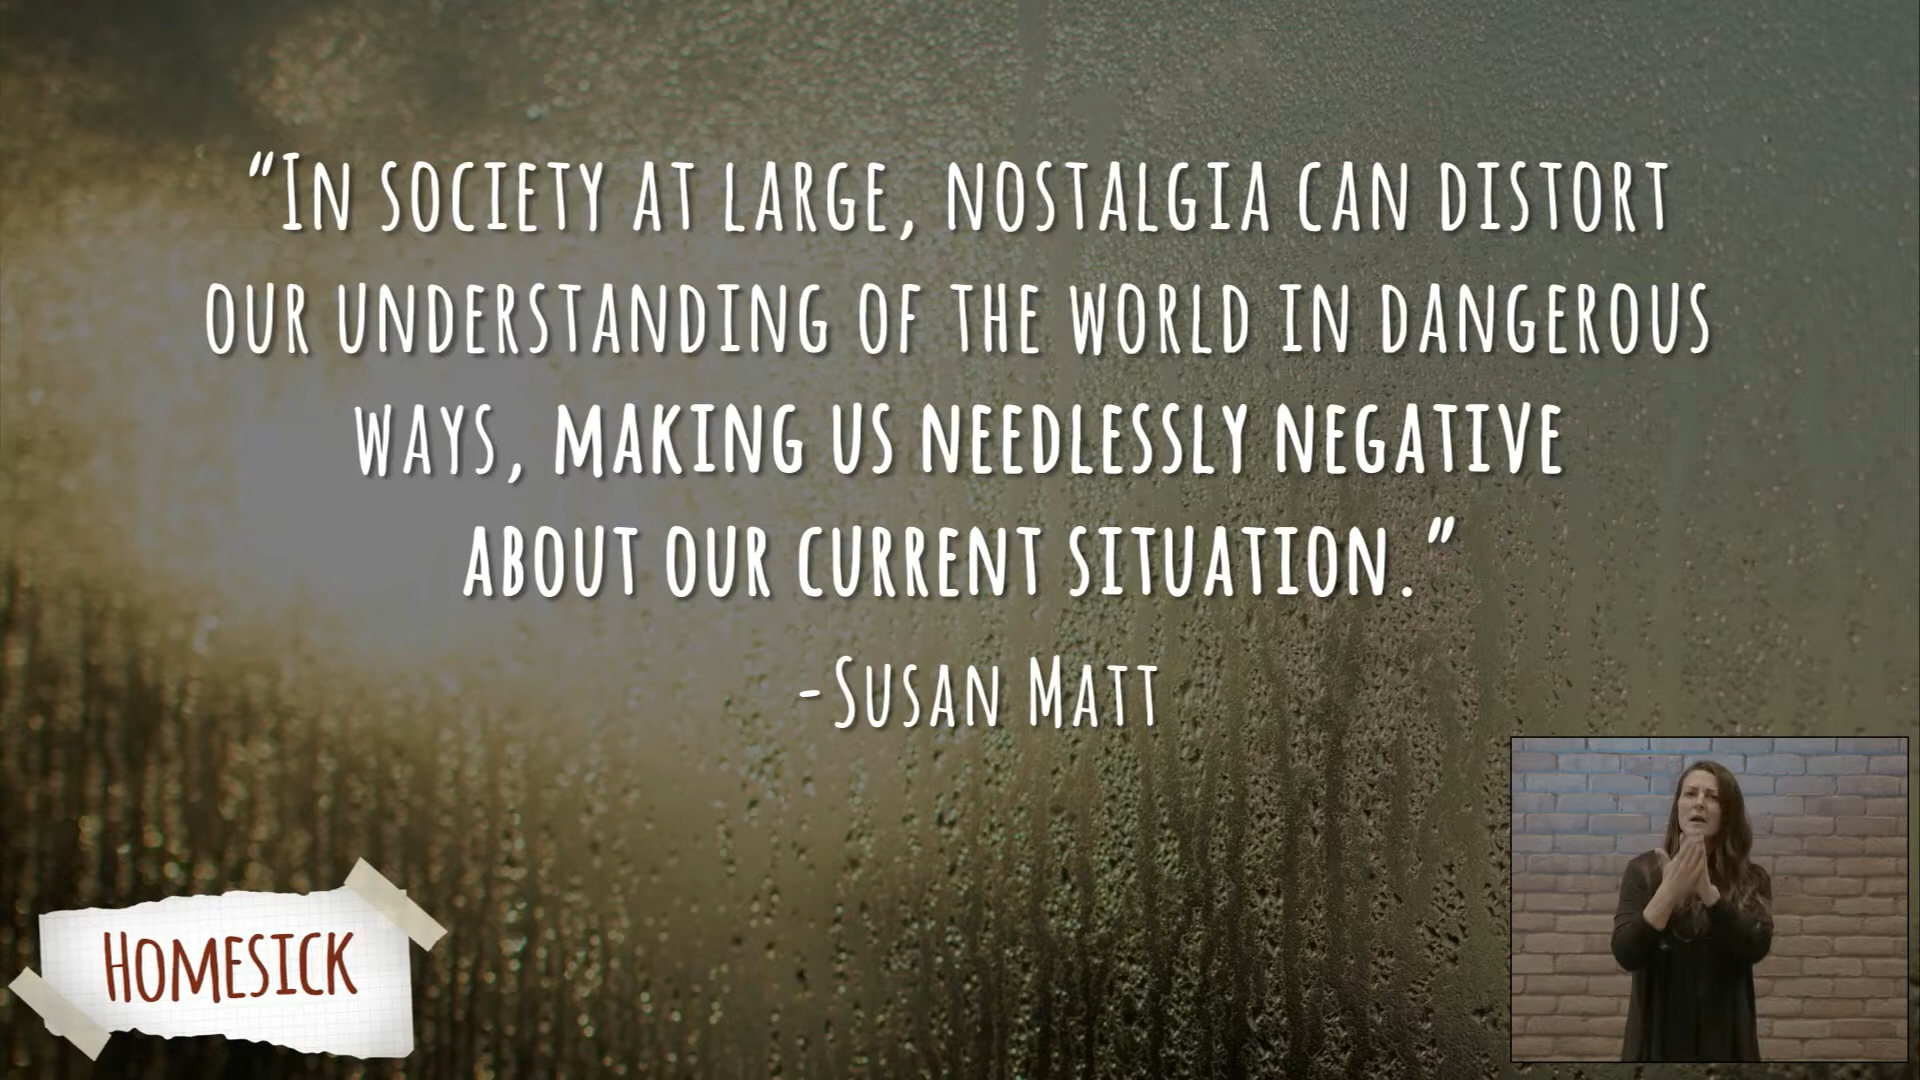 “In society at large, nostalgia can distort
our understanding of the world in dangerous
ways, making us needlessly negative
about our current situation.”
-Susan Matt
Homesick